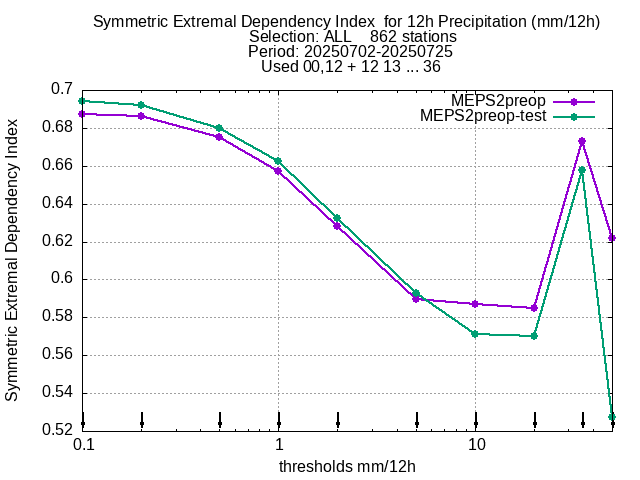 Symmetric Extremal Dependency Index  for 12h Precipitation (mm/12h)
Selection: ALL    862 stations
Period: 20250702-20250725
Used 00,12 + 12 13 ... 36
MEPS2preop
MEPS2preop-test
Symmetric Extremal Dependency Index
0.7
0.68
0.66
0.64
0.62
0.6
0.58
0.56
0.54
0.52
0.1
1
10
thresholds mm/12h